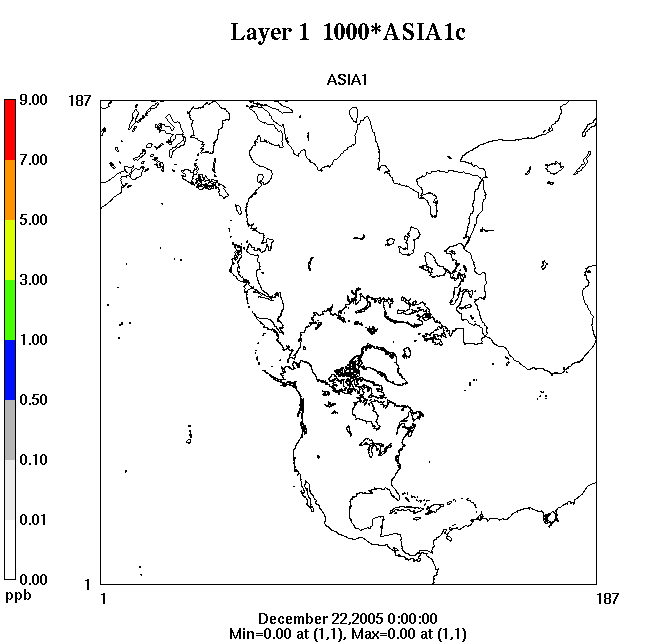 Layer 1 1000*ASIA1c
ASIA1
187
9.00
7.00
5.00
3.00
1.00
0.50
0.10
0.01
0.00
ppb
1
1
187
December 22,2005 0:00:00
Min=0.00 at (1,1), Max=0.00 at (1,1)